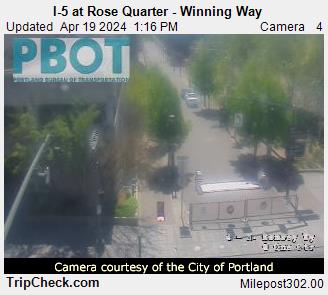 I-5 at Rose Quarter - Winning Way
Updated Apr 19 2024 1:16 PM Camera 4
PBOT
PORTLAND BUREAU OF TRANSPORTATION
Camera courtesy of the City of Portland
TripCheck.com Milepost302.00